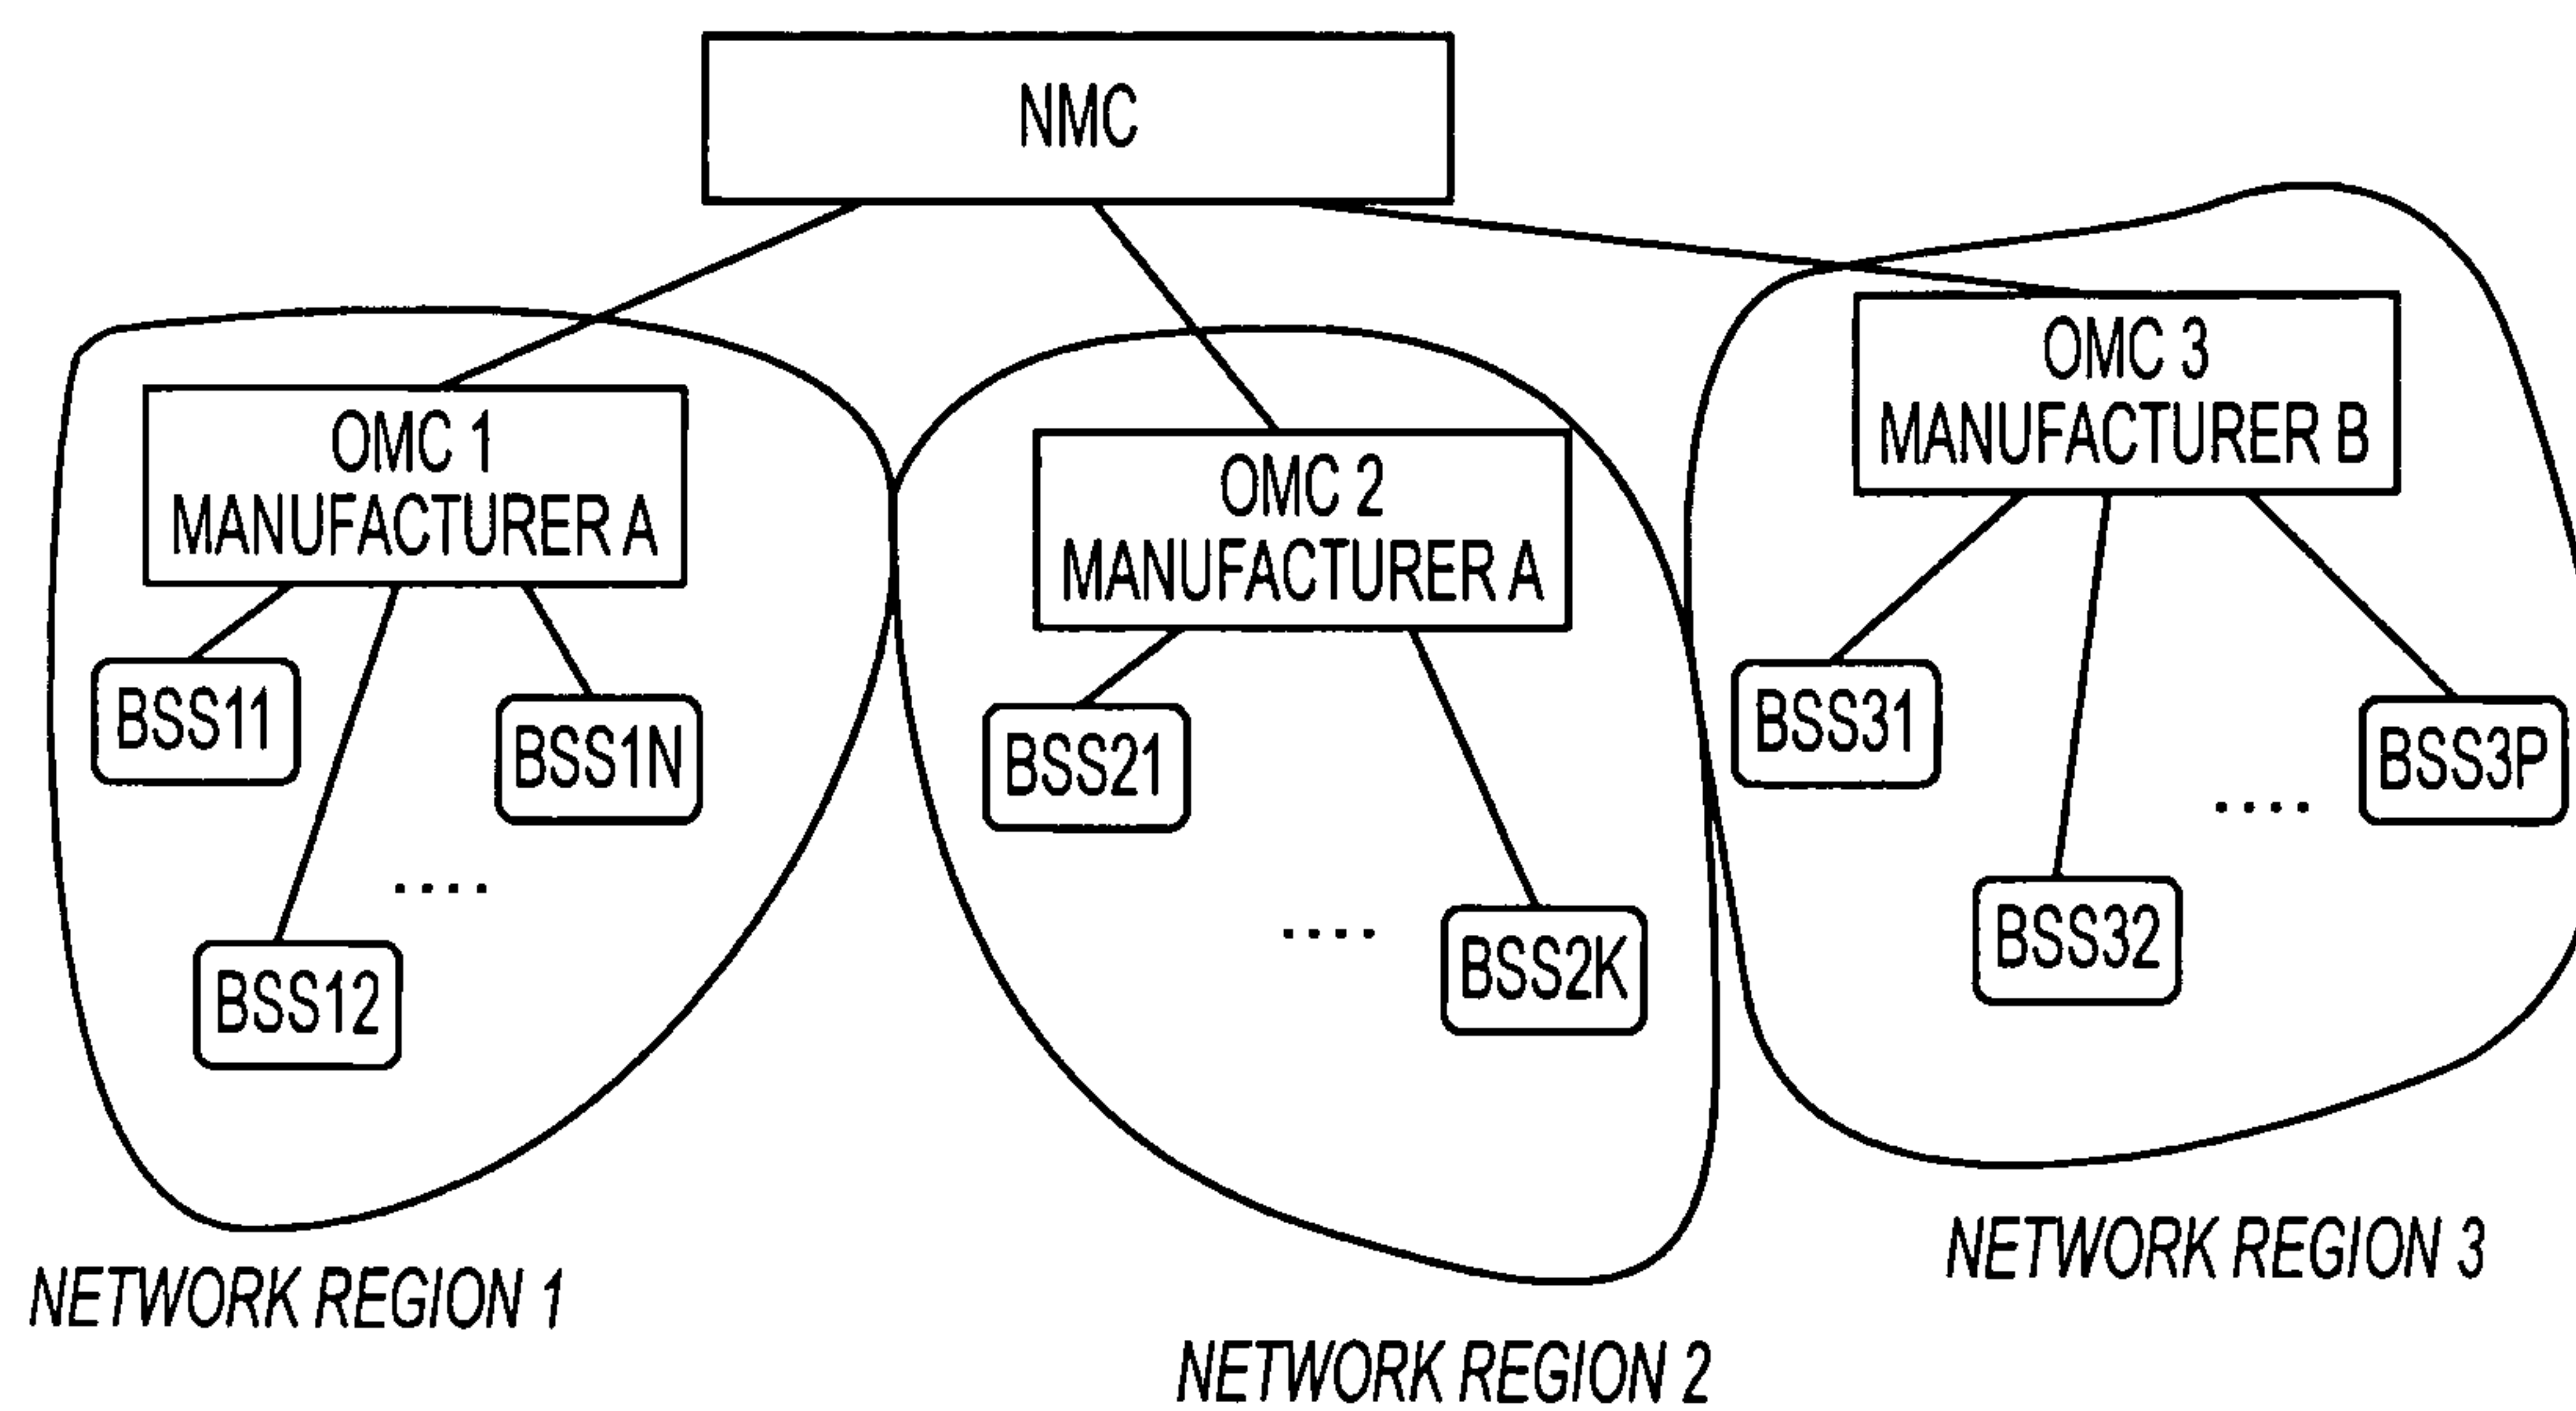 NMC
OMC 1
MANUFACTURER A
BSS11
BSS12
BSS1N
....
NETWORK REGION 1
OMC 2
MANUFACTURER A
BSS21
....
BSS2K
NETWORK REGION 2
OMC 3
MANUFACTURER B
BSS31
BSS32
....
BSS3P
NETWORK REGION 3